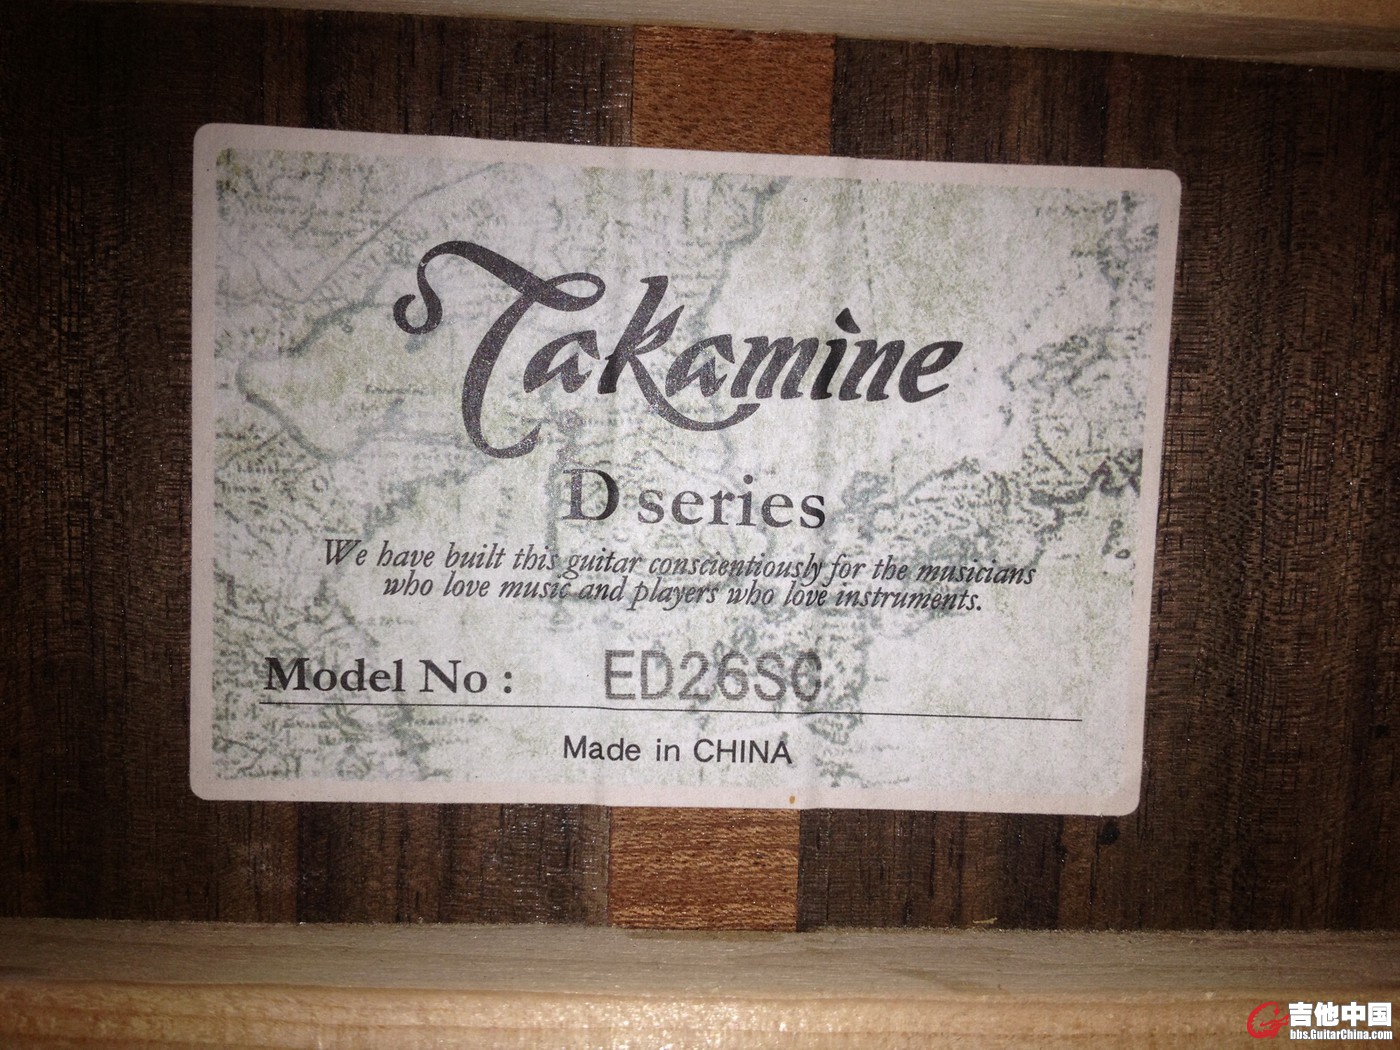 Takamine
D series
We have built this guitar conscientiously for the musicians
who love music and players who love instruments.
Model No : ED26SC
Made in CHINA
吉他中国
bbs.GuitarChina.com